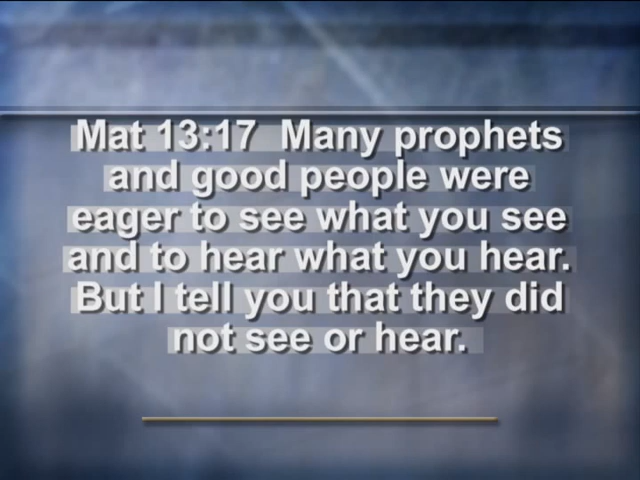 Mat 13:17 Many prophets
and good people were
eager to see what you see
and to hear what you hear.
But I tell you that they did
not see or hear.